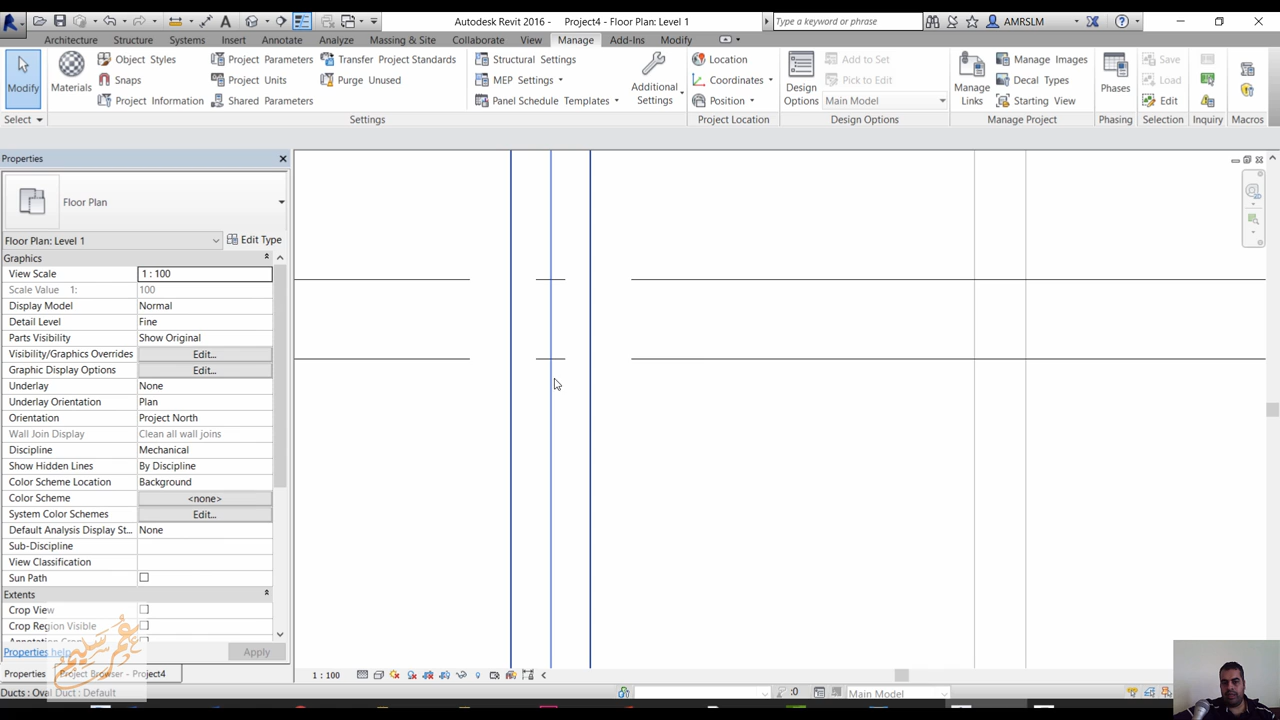 Autodesk Revit 2016 - Project4 - Floor Plan: Level 1
Type a keyword or phrase
AMRSLM
Architecture Structure Systems Insert Annotate Analyze Massing & Site Collaborate View Manage Add-Ins Modify
Modify
Select
Materials
Object Styles
Snaps
Project Information
Project Parameters
Project Units
Shared Parameters
Transfer Project Standards
Purge Unused
Structural Settings
MEP Settings
Panel Schedule Templates
Additional Settings
Settings
Location
Coordinates
Position
Project Location
Design Options
Add to Set
Pick to Edit
Main Model
Design Options
Manage Links
Manage Images
Decal Types
Starting View
Manage Project
Phases
Phasing
Save
Load
Edit
Selection
Inquiry
Macros
Properties
Floor Plan
Floor Plan: Level 1 Edit Type
Graphics
View Scale 1 : 100
Scale Value 1: 100
Display Model Normal
Detail Level Fine
Parts Visibility Show Original
Visibility/Graphics Overrides Edit...
Graphic Display Options Edit...
Underlay None
Underlay Orientation Plan
Orientation Project North
Wall Join Display Clean all wall joins
Discipline Mechanical
Show Hidden Lines By Discipline
Color Scheme Location Background
Color Scheme <none>
System Color Schemes Edit...
Default Analysis Display St... None
Sub-Discipline
View Classification
Sun Path
Extents
Crop View
Crop Region Visible
Properties help Apply
Properties Project Browser - Project4
1 : 100
Ducts : Oval Duct : Default
:0 Main Model